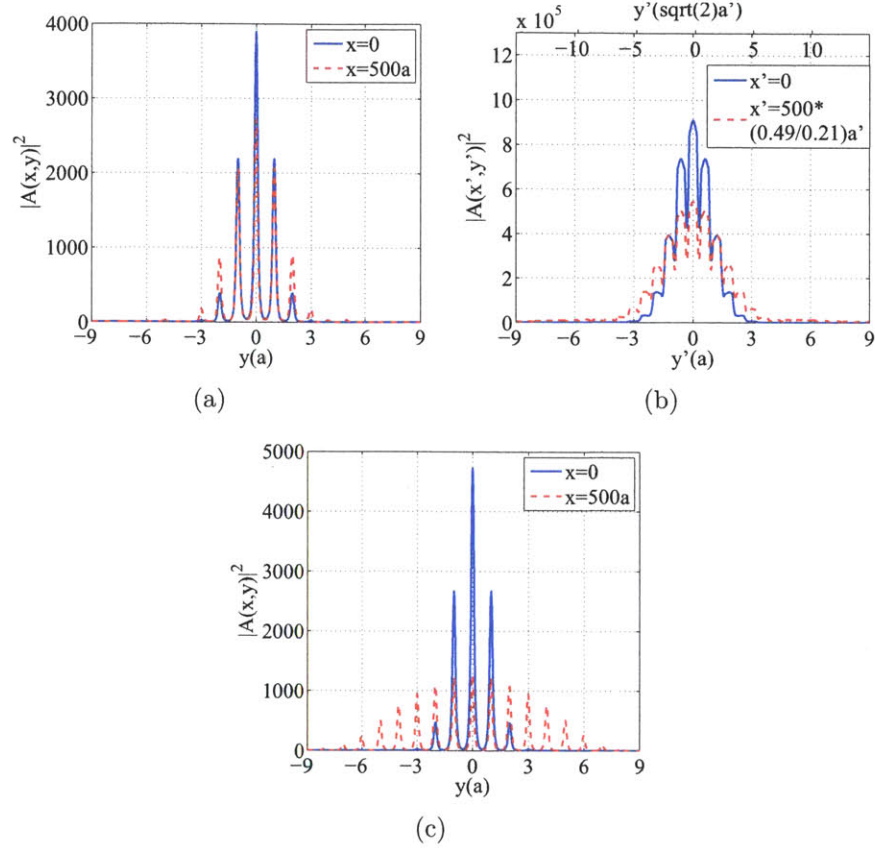 4000
3000
2000
1000
0
|A(x,y)|²
x=0
x=500a
−9 −6 −3 0 3 6 9
y(a)
(a)
y'(sqrt(2)a')
x 10⁵
−10 −5 0 5 10
12
10
8
6
4
2
0
|A(x',y')|²
x'=0
x'=500*
(0.49/0.21)a'
−9 −6 −3 0 3 6 9
y'(a)
(b)
5000
4000
3000
2000
1000
0
|A(x,y)|²
x=0
x=500a
−9 −6 −3 0 3 6 9
y(a)
(c)